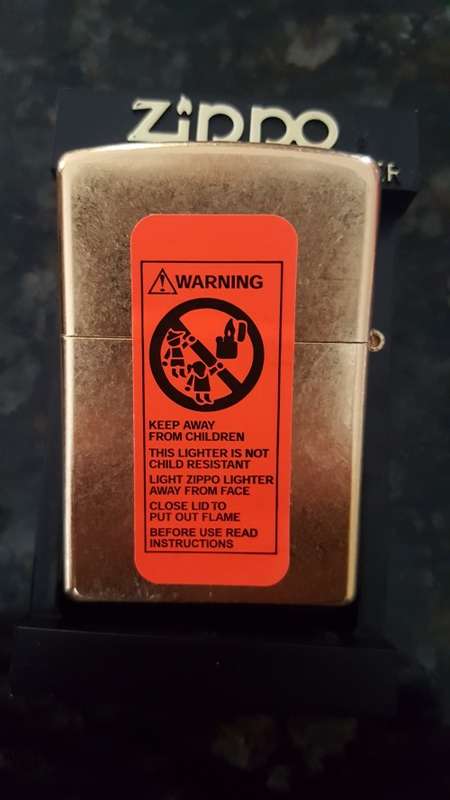 Zippo
WARNING
KEEP AWAY
FROM CHILDREN
THIS LIGHTER IS NOT
CHILD RESISTANT
LIGHT ZIPPO LIGHTER
AWAY FROM FACE
CLOSE LID TO
PUT OUT FLAME
BEFORE USE READ
INSTRUCTIONS